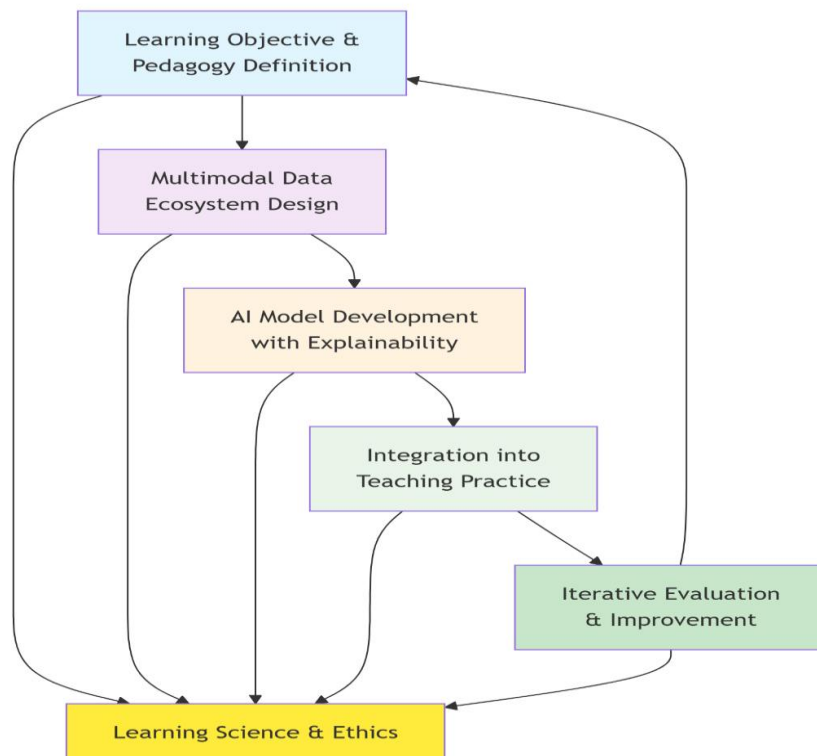 Learning Objective &
Pedagogy Definition
Multimodal Data
Ecosystem Design
AI Model Development
with Explainability
Integration into
Teaching Practice
Iterative Evaluation
& Improvement
Learning Science & Ethics